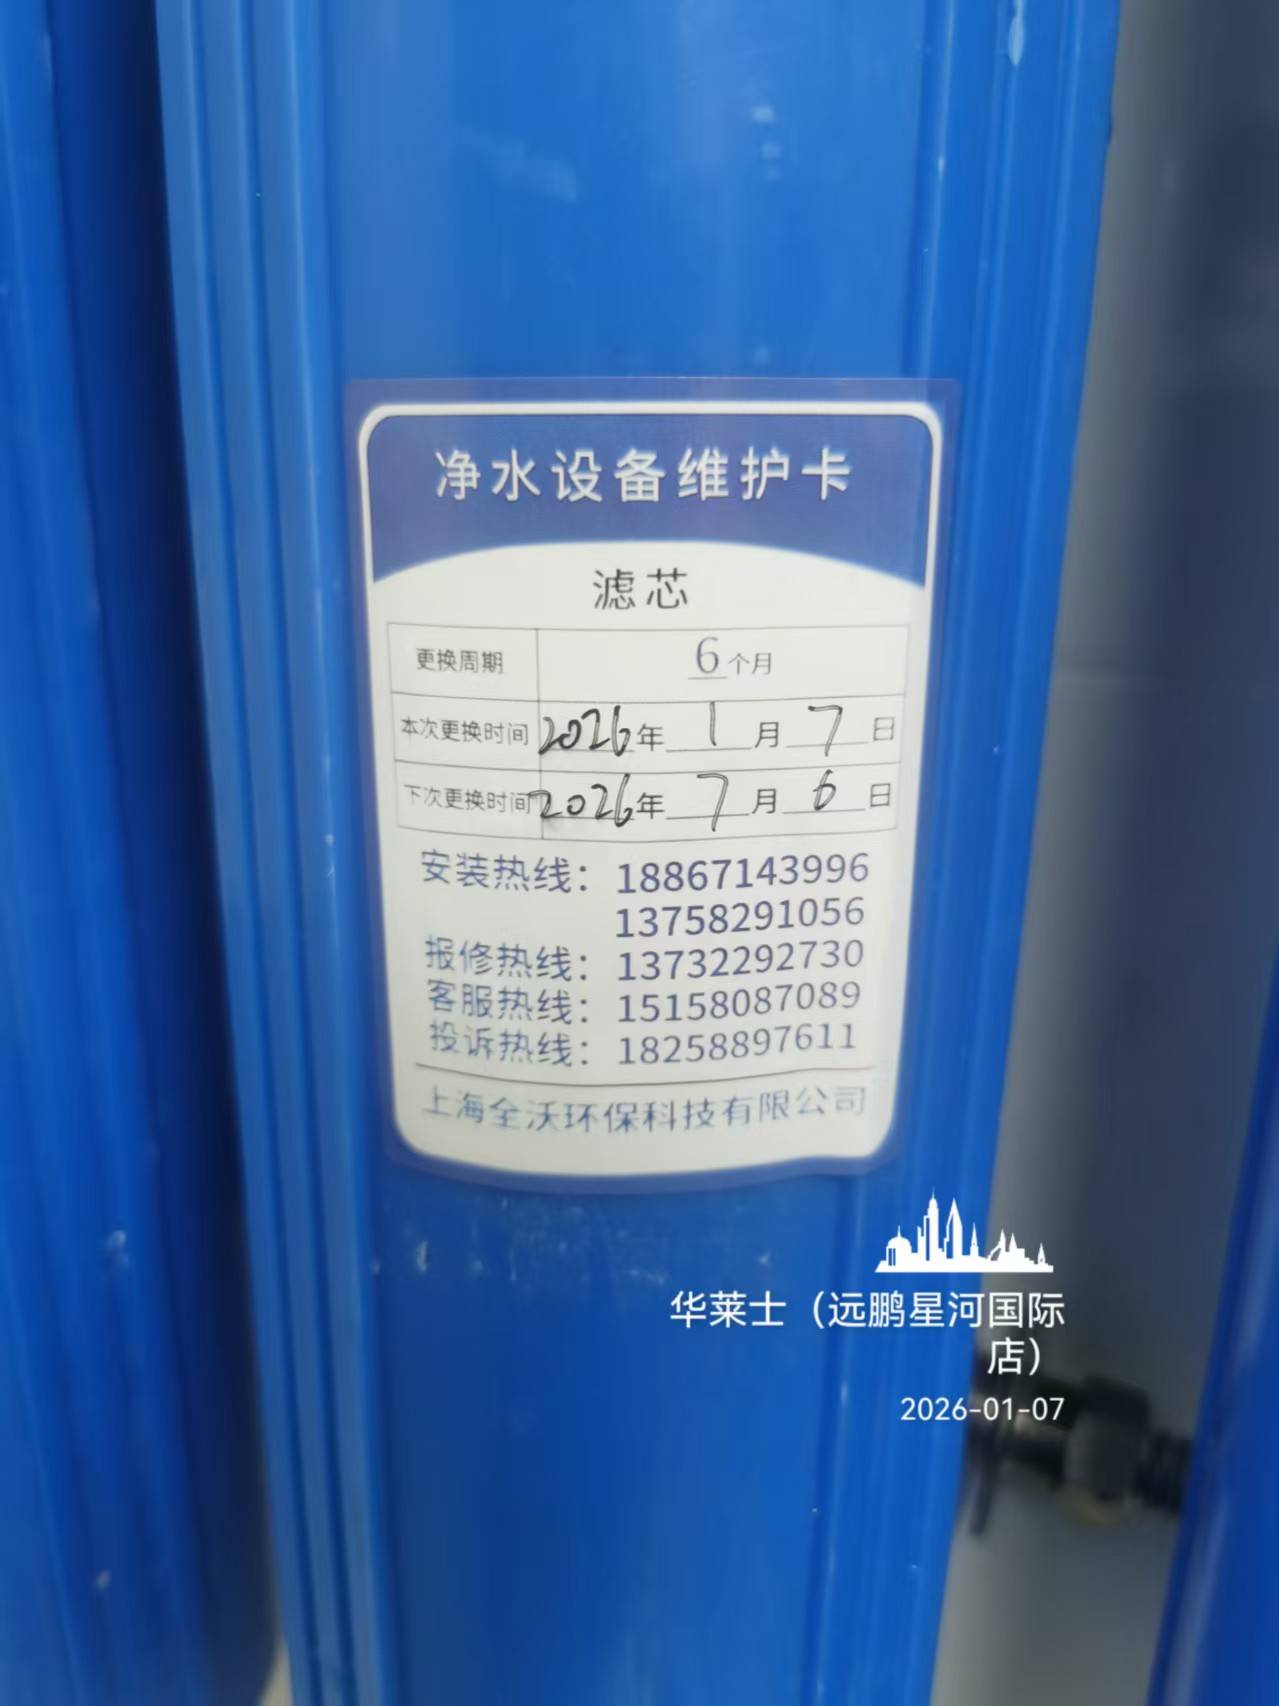 净水设备维护卡
滤芯
更换周期 6个月
本次更换时间 2026年1月7日
下次更换时间 2026年7月6日
安装热线：18867143996
13758291056
报修热线：13732292730
客服热线：15158087089
投诉热线：18258897611
上海全沃环保科技有限公司
华莱士（远鹏星河国际
店）
2026-01-07